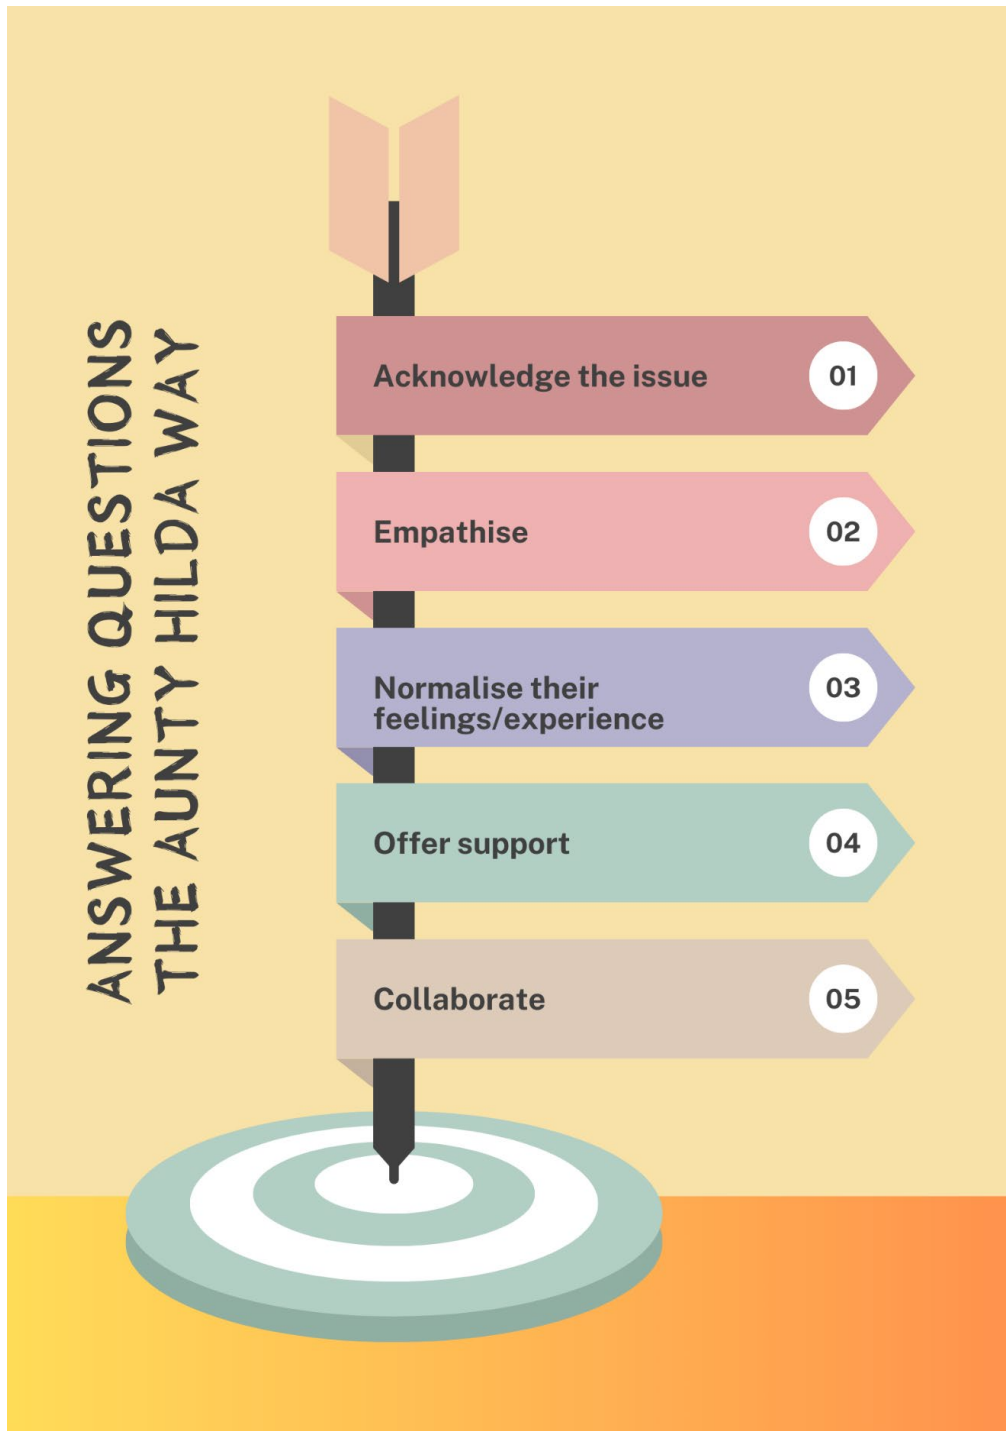 ANSWERING QUESTIONS
THE AUNTY HILDA WAY
Acknowledge the issue
01
Empathise
02
Normalise their
feelings/experience
03
Offer support
04
Collaborate
05